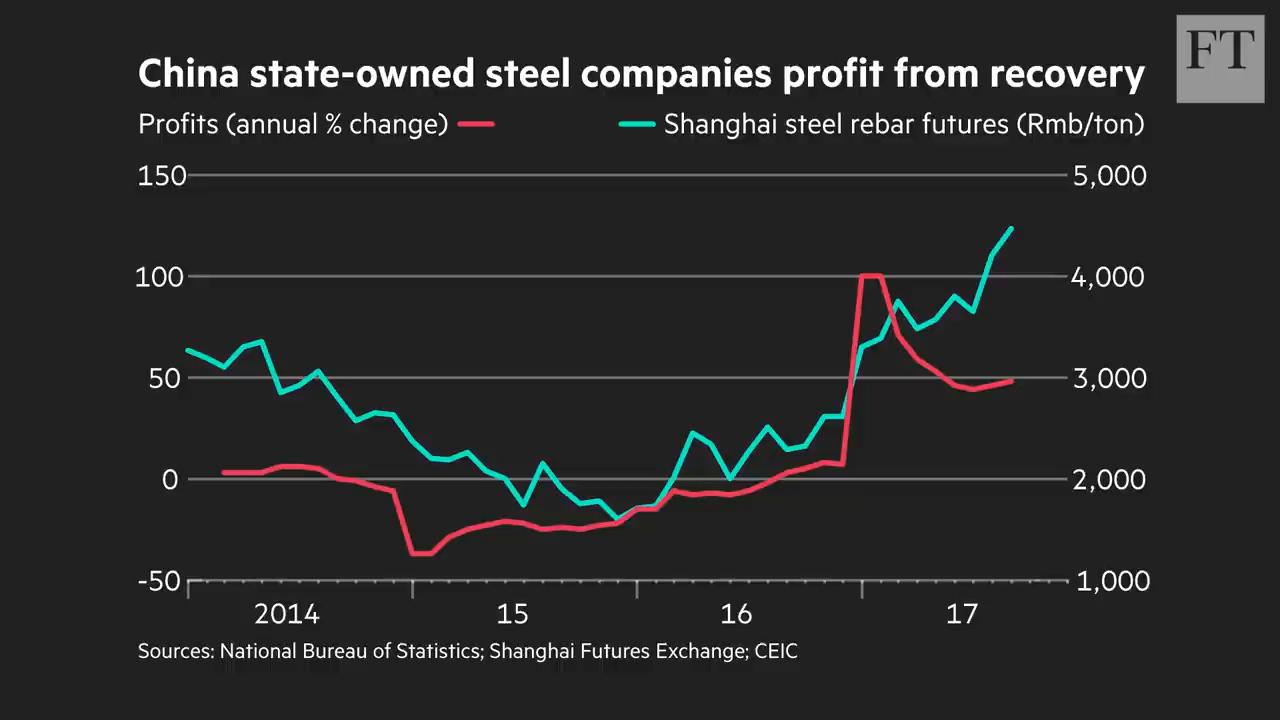 FT
China state-owned steel companies profit from recovery
Profits (annual % change) Shanghai steel rebar futures (Rmb/ton)
150 5,000
100 4,000
50 3,000
0 2,000
-50 1,000
2014 15 16 17
Sources: National Bureau of Statistics; Shanghai Futures Exchange; CEIC